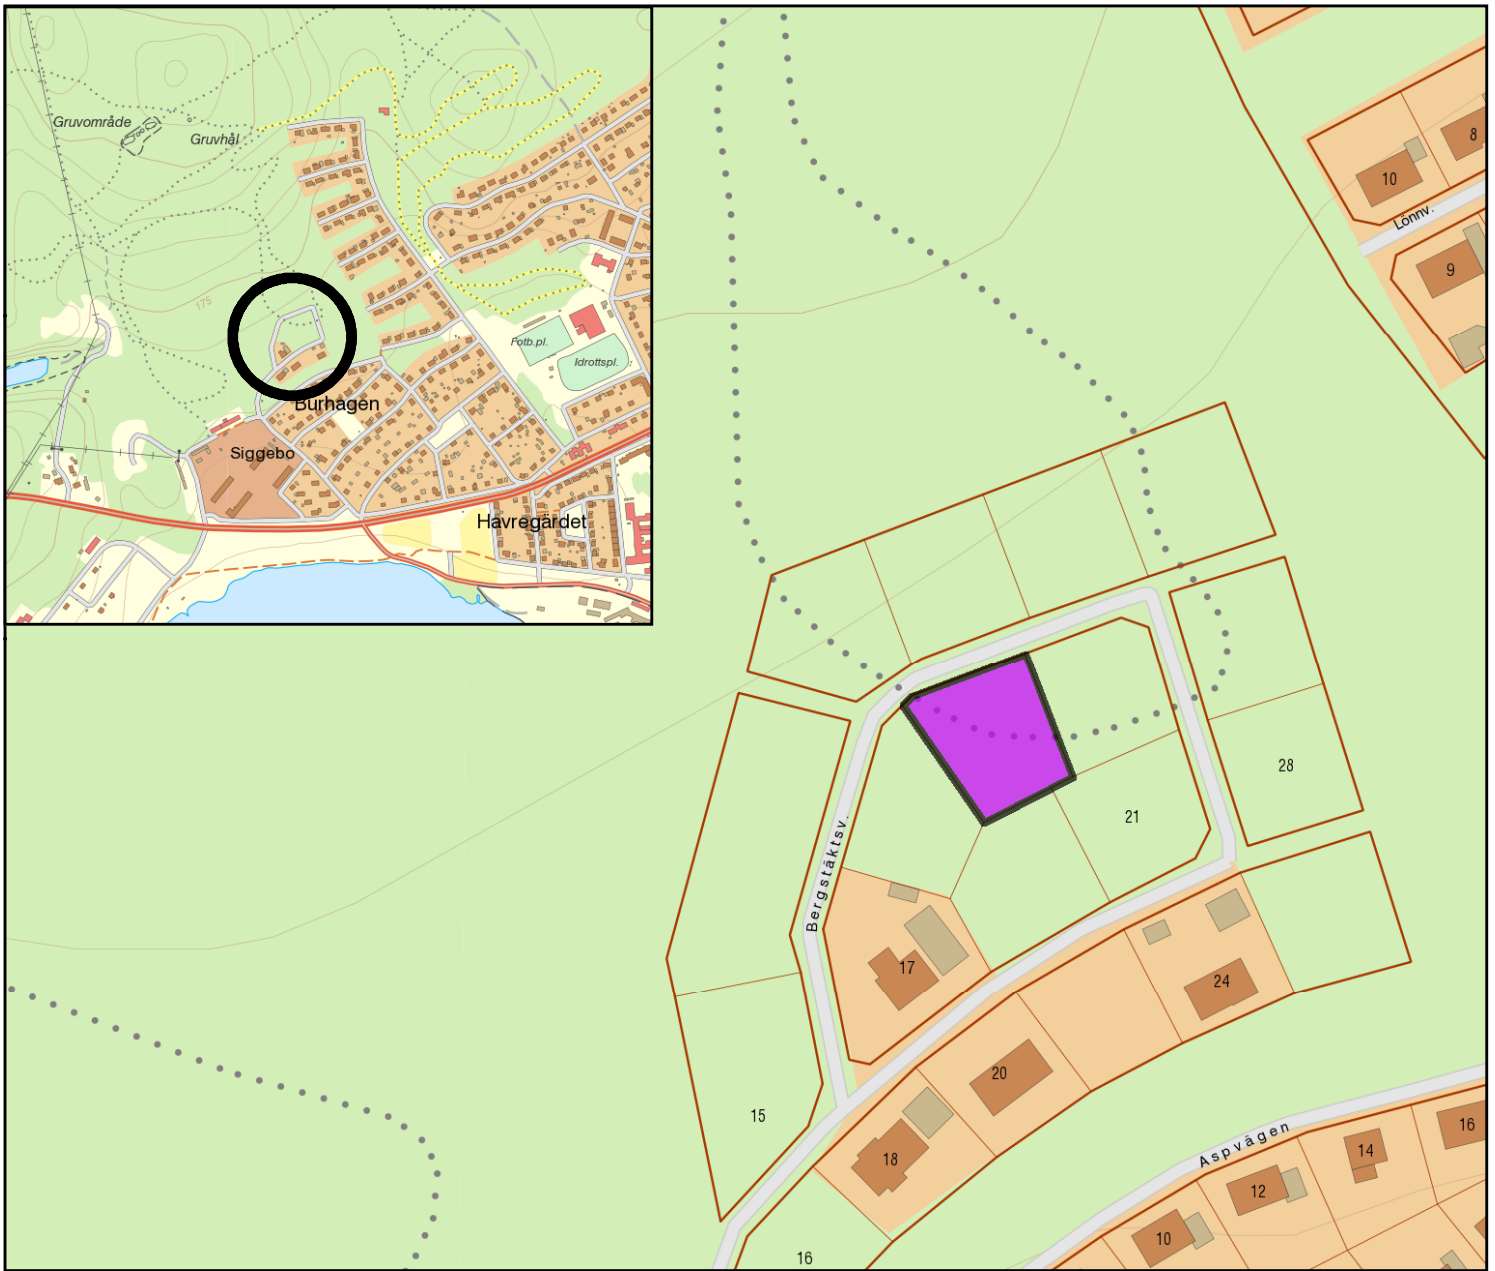 Gruvområde
Gruvhål
175
Fotb.pl.
Idrottspl.
Burhagen
Siggebo
Havregärdet
8
10
Lönnv.
9
28
21
Bergstäktsv.
17
24
20
15
18
16
Aspvägen
16
14
12
10